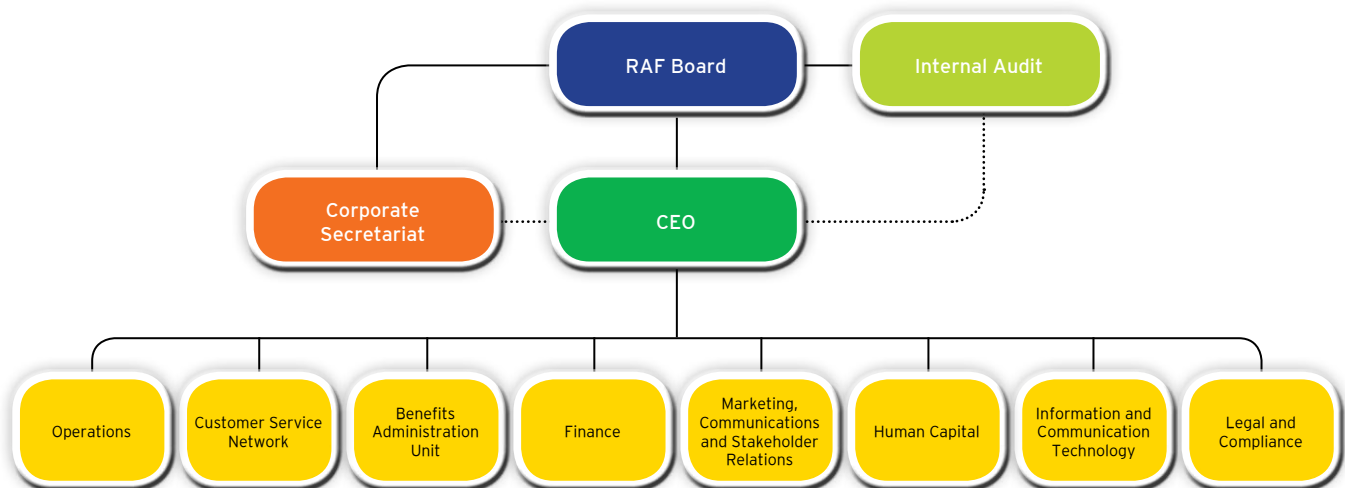 RAF Board
Internal Audit
Corporate
Secretariat
CEO
Operations
Customer Service
Network
Benefits
Administration
Unit
Finance
Marketing,
Communications
and Stakeholder
Relations
Human Capital
Information and
Communication
Technology
Legal and
Compliance